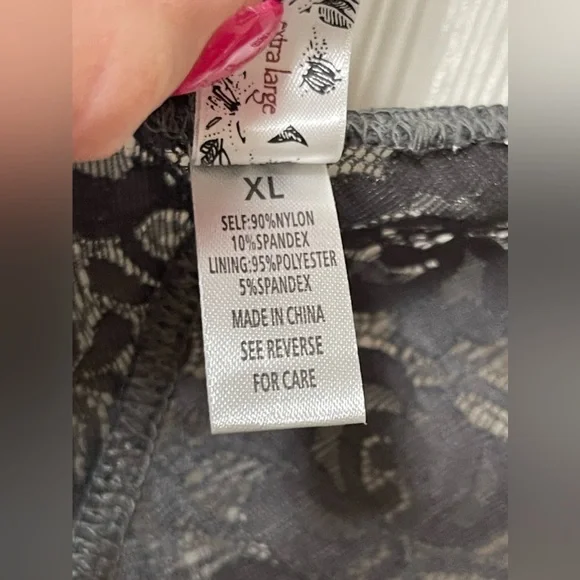 extra large
XL
SELF:90%NYLON
10%SPANDEX
LINING:95%POLYESTER
5%SPANDEX
MADE IN CHINA
SEE REVERSE
FOR CARE